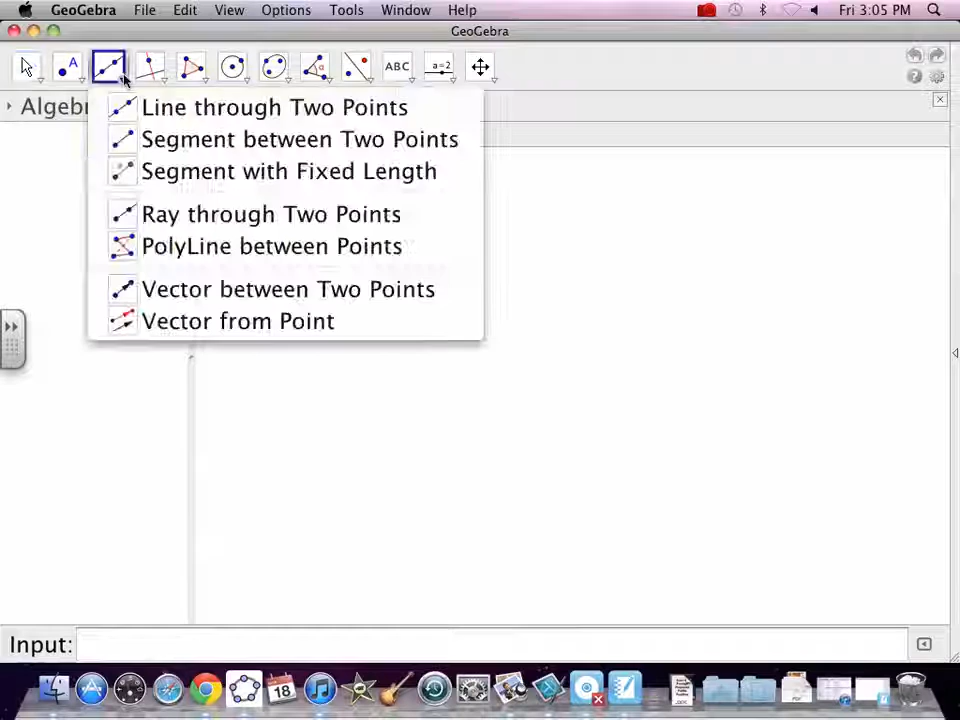 GeoGebra File Edit View Options Tools Window Help Fri 3:05 PM
GeoGebra
A ABC a=2
Algeb
Line through Two Points
Segment between Two Points
Segment with Fixed Length
Ray through Two Points
PolyLine between Points
Vector between Two Points
Vector from Point
Input:
18